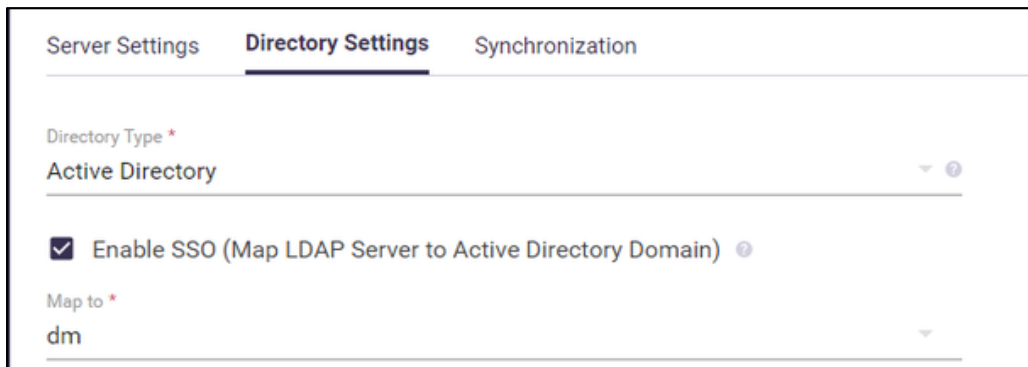 Server Settings Directory Settings Synchronization
Directory Type *
Active Directory
Enable SSO (Map LDAP Server to Active Directory Domain) ?
Map to *
dm